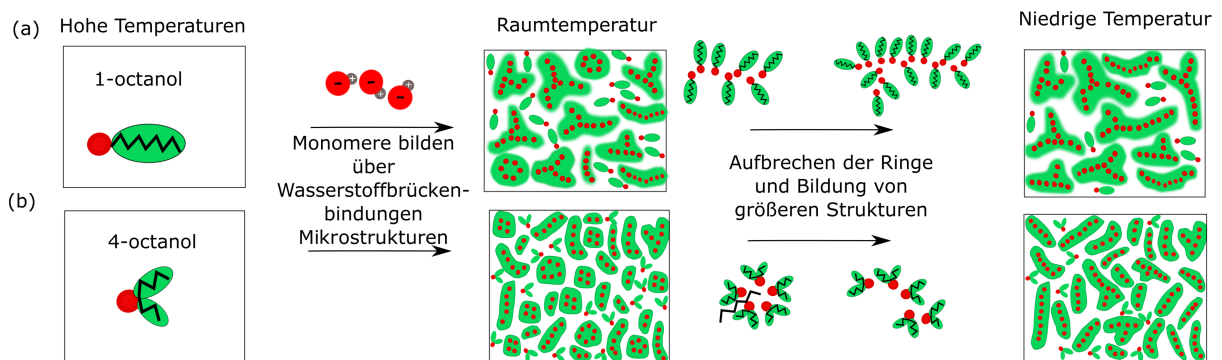 (a)
Hohe Temperaturen
Raumtemperatur
Niedrige Temperatur
1-octanol
Monomere bilden
über
Wasserstoffbrücken-
bindungen
Mikrostrukturen
Aufbrechen der Ringe
und Bildung von
größeren Strukturen
(b)
4-octanol